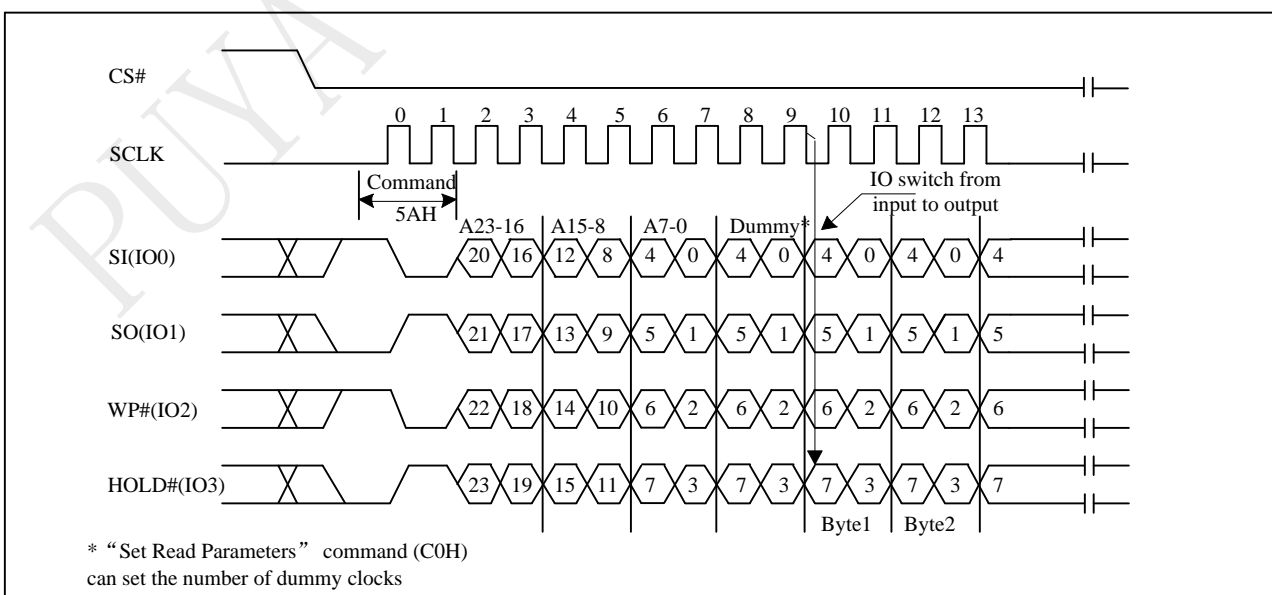 PUYA
CS#
0 1 2 3 4 5 6 7 8 9 10 11 12 13
SCLK
Command
5AH
IO switch from
input to output
A23-16 A15-8 A7-0 Dummy*
SI(IO0) 20 16 12 8 4 0 4 0 4 0 4 0 4
SO(IO1) 21 17 13 9 5 1 5 1 5 1 5 1 5
WP#(IO2) 22 18 14 10 6 2 6 2 6 2 6 2 6
HOLD#(IO3) 23 19 15 11 7 3 7 3 7 3 7 3 7
Byte1 Byte2
* “Set Read Parameters” command (C0H)
can set the number of dummy clocks